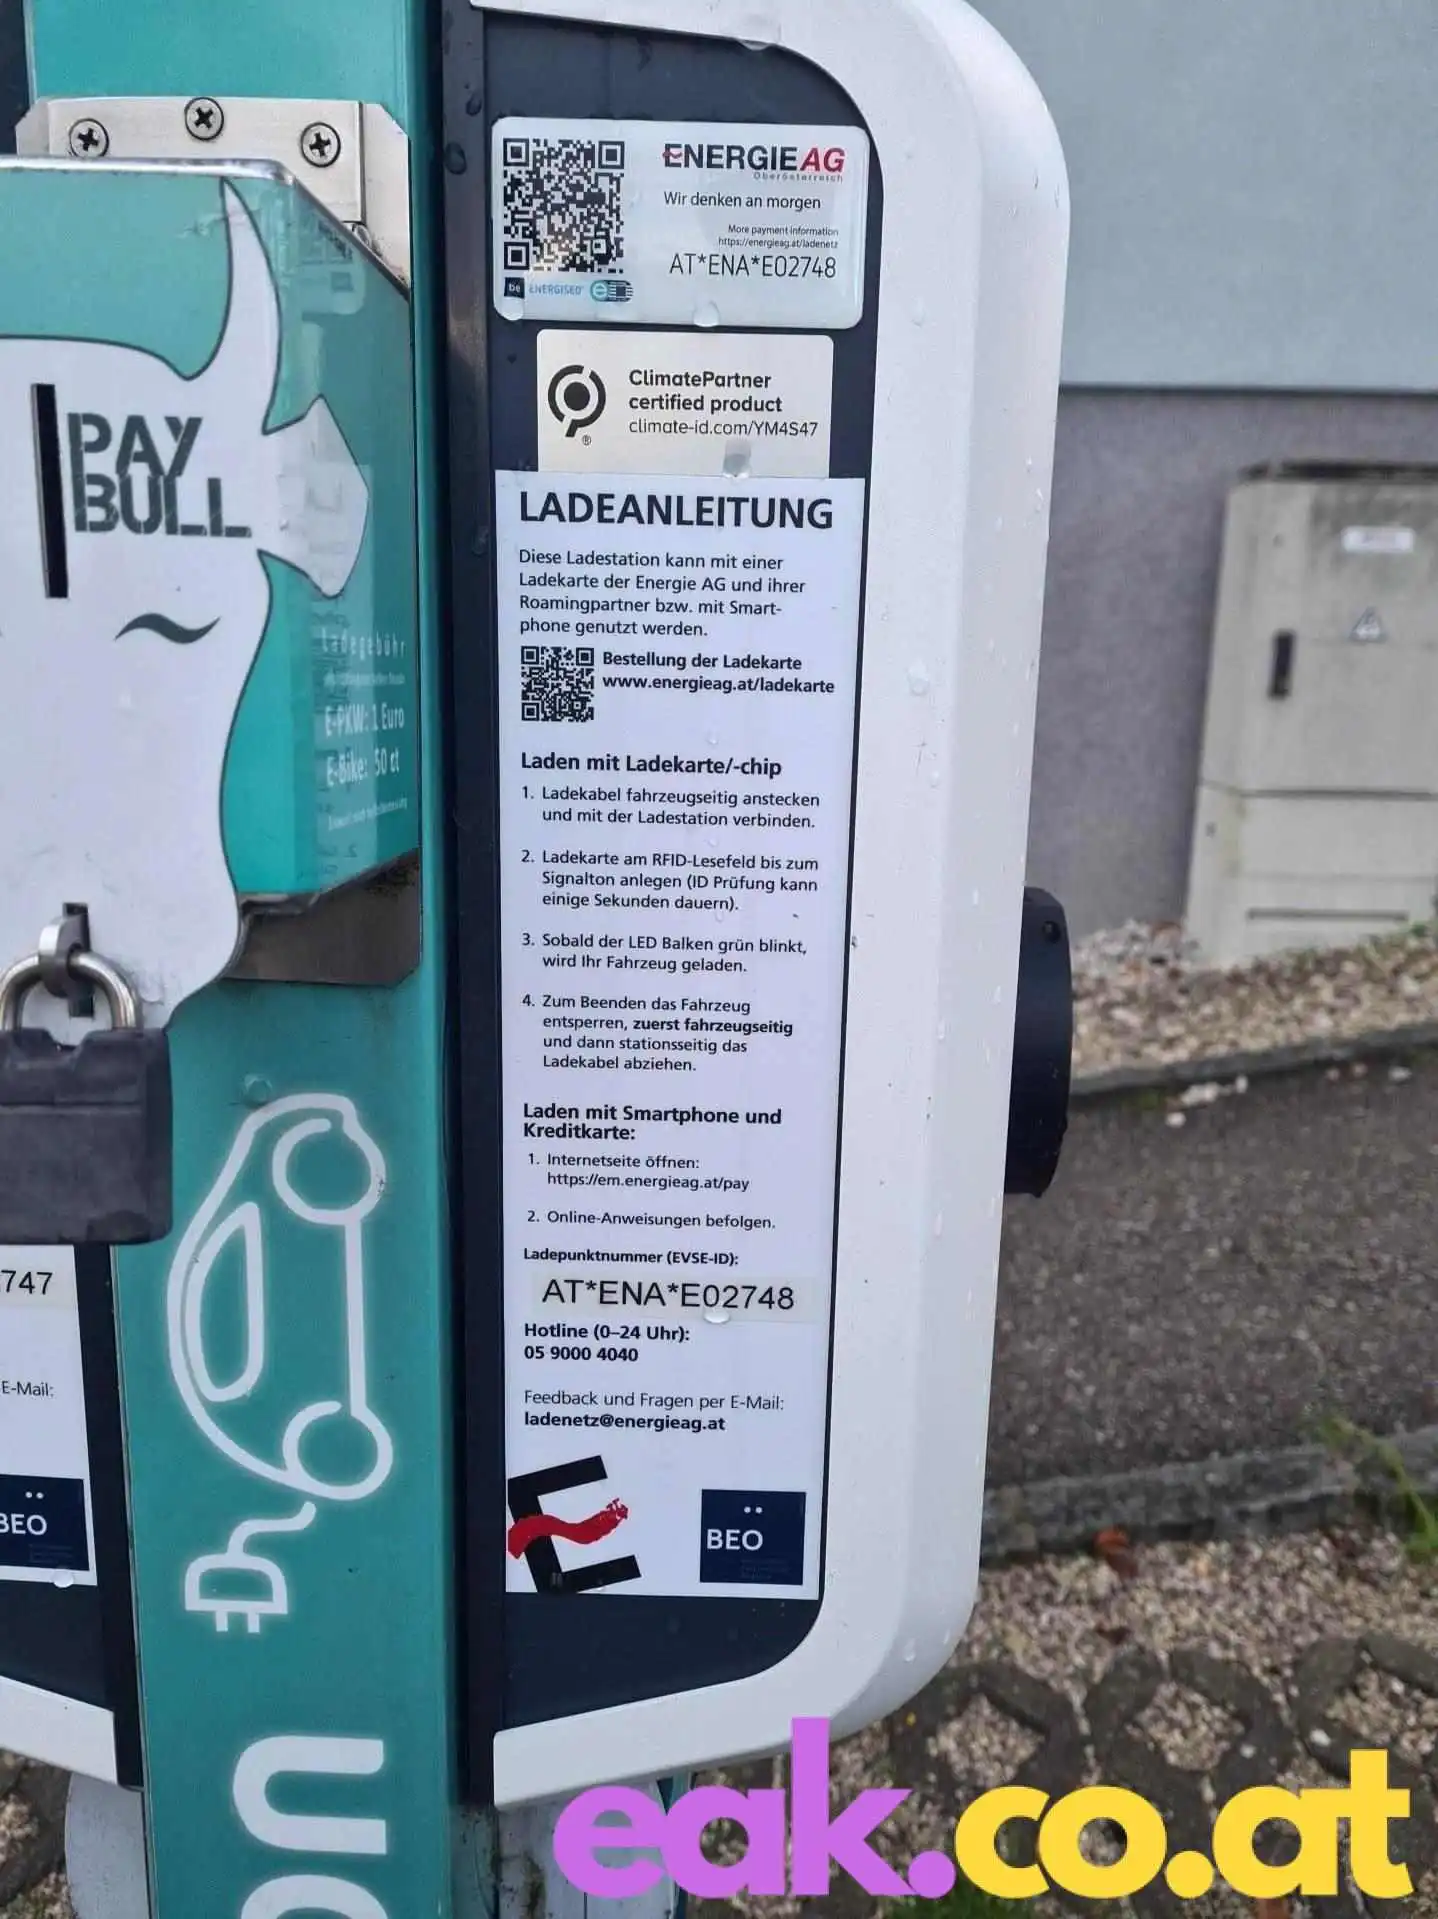 ENERGIEAG
Oberösterreich
Wir denken an morgen
More payment information
https://energieag.at/ladenetz
AT*ENA*E02748
be ENERGISED
ClimatePartner
certified product
climate-id.com/YM4S47
®
PAY
BULL
Ladegebühr
E-PKW: 1 Euro
E-Bike: 50 ct
LADEANLEITUNG
Diese Ladestation kann mit einer
Ladekarte der Energie AG und ihrer
Roamingpartner bzw. mit Smart-
phone genutzt werden.
Bestellung der Ladekarte
www.energieag.at/ladekarte
Laden mit Ladekarte/-chip
1. Ladekabel fahrzeugseitig anstecken
und mit der Ladestation verbinden.
2. Ladekarte am RFID-Lesefeld bis zum
Signalton anlegen (ID Prüfung kann
einige Sekunden dauern).
3. Sobald der LED Balken grün blinkt,
wird Ihr Fahrzeug geladen.
4. Zum Beenden das Fahrzeug
entsperren, zuerst fahrzeugseitig
und dann stationsseitig das
Ladekabel abziehen.
Laden mit Smartphone und
Kreditkarte:
1. Internetseite öffnen:
https://em.energieag.at/pay
2. Online-Anweisungen befolgen.
Ladepunktnummer (EVSE-ID):
AT*ENA*E02748
Hotline (0–24 Uhr):
05 9000 4040
Feedback und Fragen per E-Mail:
ladenetz@energieag.at
E
BEÖ
747
E-Mail:
BEÖ
eak.co.at